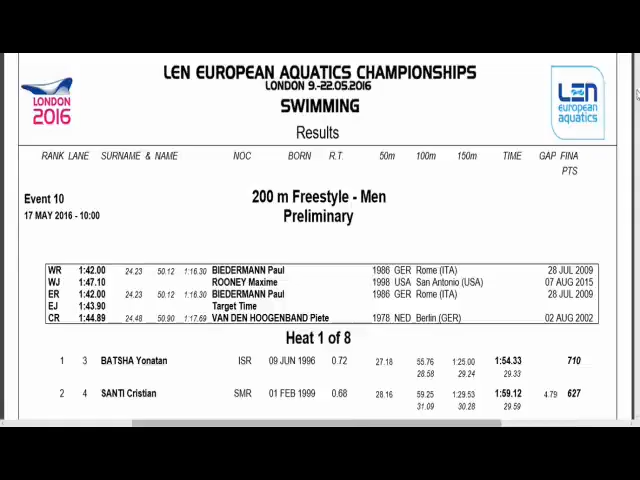 LEN EUROPEAN AQUATICS CHAMPIONSHIPS
LONDON 9.-22.05.2016
SWIMMING
Results
LONDON
2016
LEN
european
aquatics
RANK LANE SURNAME & NAME NOC BORN R.T. 50m 100m 150m TIME GAP FINA
PTS
Event 10
17 MAY 2016 - 10:00
200 m Freestyle - Men
Preliminary
WR 1:42.00 24.23 50.12 1:16.30 BIEDERMANN Paul 1986 GER Rome (ITA) 28 JUL 2009
WJ 1:47.10 ROONEY Maxime 1998 USA San Antonio (USA) 07 AUG 2015
ER 1:42.00 24.23 50.12 1:16.30 BIEDERMANN Paul 1986 GER Rome (ITA) 28 JUL 2009
EJ 1:43.90 Target Time
CR 1:44.89 24.48 50.90 1:17.69 VAN DEN HOOGENBAND Piete 1978 NED Berlin (GER) 02 AUG 2002
Heat 1 of 8
1 3 BATSHA Yonatan ISR 09 JUN 1996 0.72 27.18 55.76 1:25.00 1:54.33 710
28.58 29.24 29.33
2 4 SANTI Cristian SMR 01 FEB 1999 0.68 28.16 59.25 1:29.53 1:59.12 4.79 627
31.09 30.28 29.59